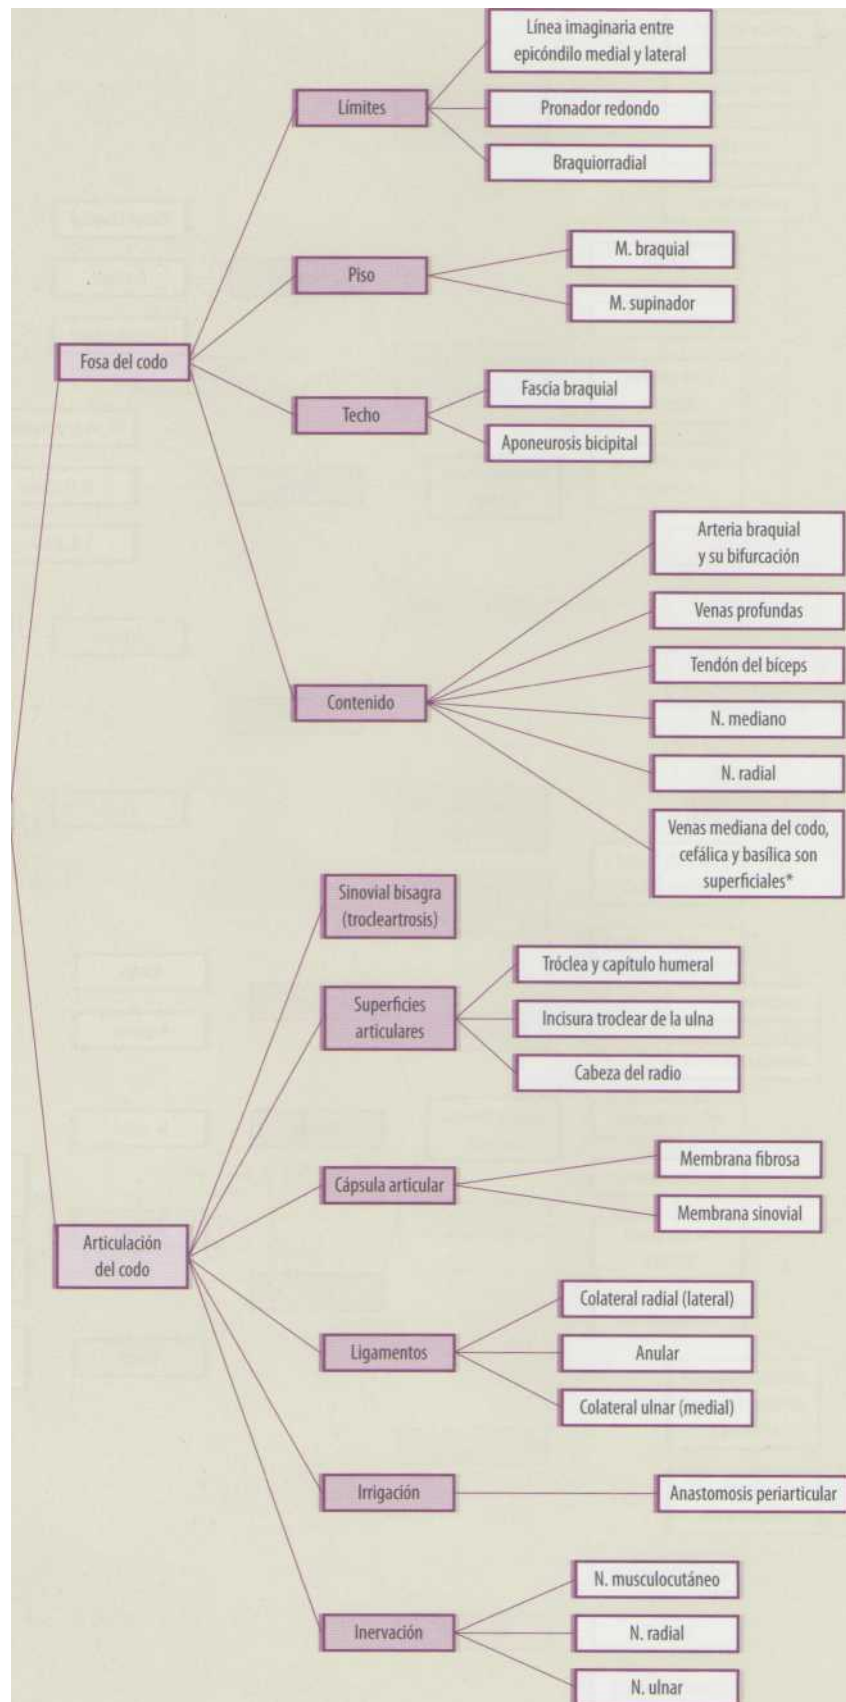 Línea imaginaria entre
epicóndilo medial y lateral
Límites
Pronador redondo
Braquiorradial
M. braquial
Piso
M. supinador
Fosa del codo
Fascia braquial
Techo
Aponeurosis bicipital
Arteria braquial
y su bifurcación
Venas profundas
Tendón del bíceps
Contenido
N. mediano
N. radial
Venas mediana del codo,
cefálica y basílica son
superficiales*
Sinovial bisagra
(trocleartrosis)
Tróclea y capítulo humeral
Superficies
articulares
Incisura troclear de la ulna
Cabeza del radio
Membrana fibrosa
Cápsula articular
Membrana sinovial
Articulación
del codo
Colateral radial (lateral)
Ligamentos
Anular
Colateral ulnar (medial)
Irrigación
Anastomosis periarticular
N. musculocutáneo
Inervación
N. radial
N. ulnar